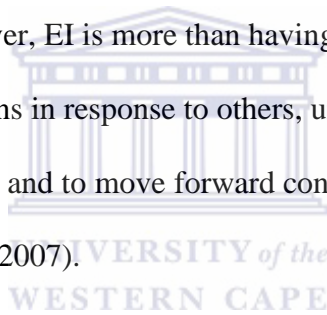 ver, EI is more than having
ns in response to others, u
and to move forward con
2007).
UNIVERSITY of the
WESTERN CAPE